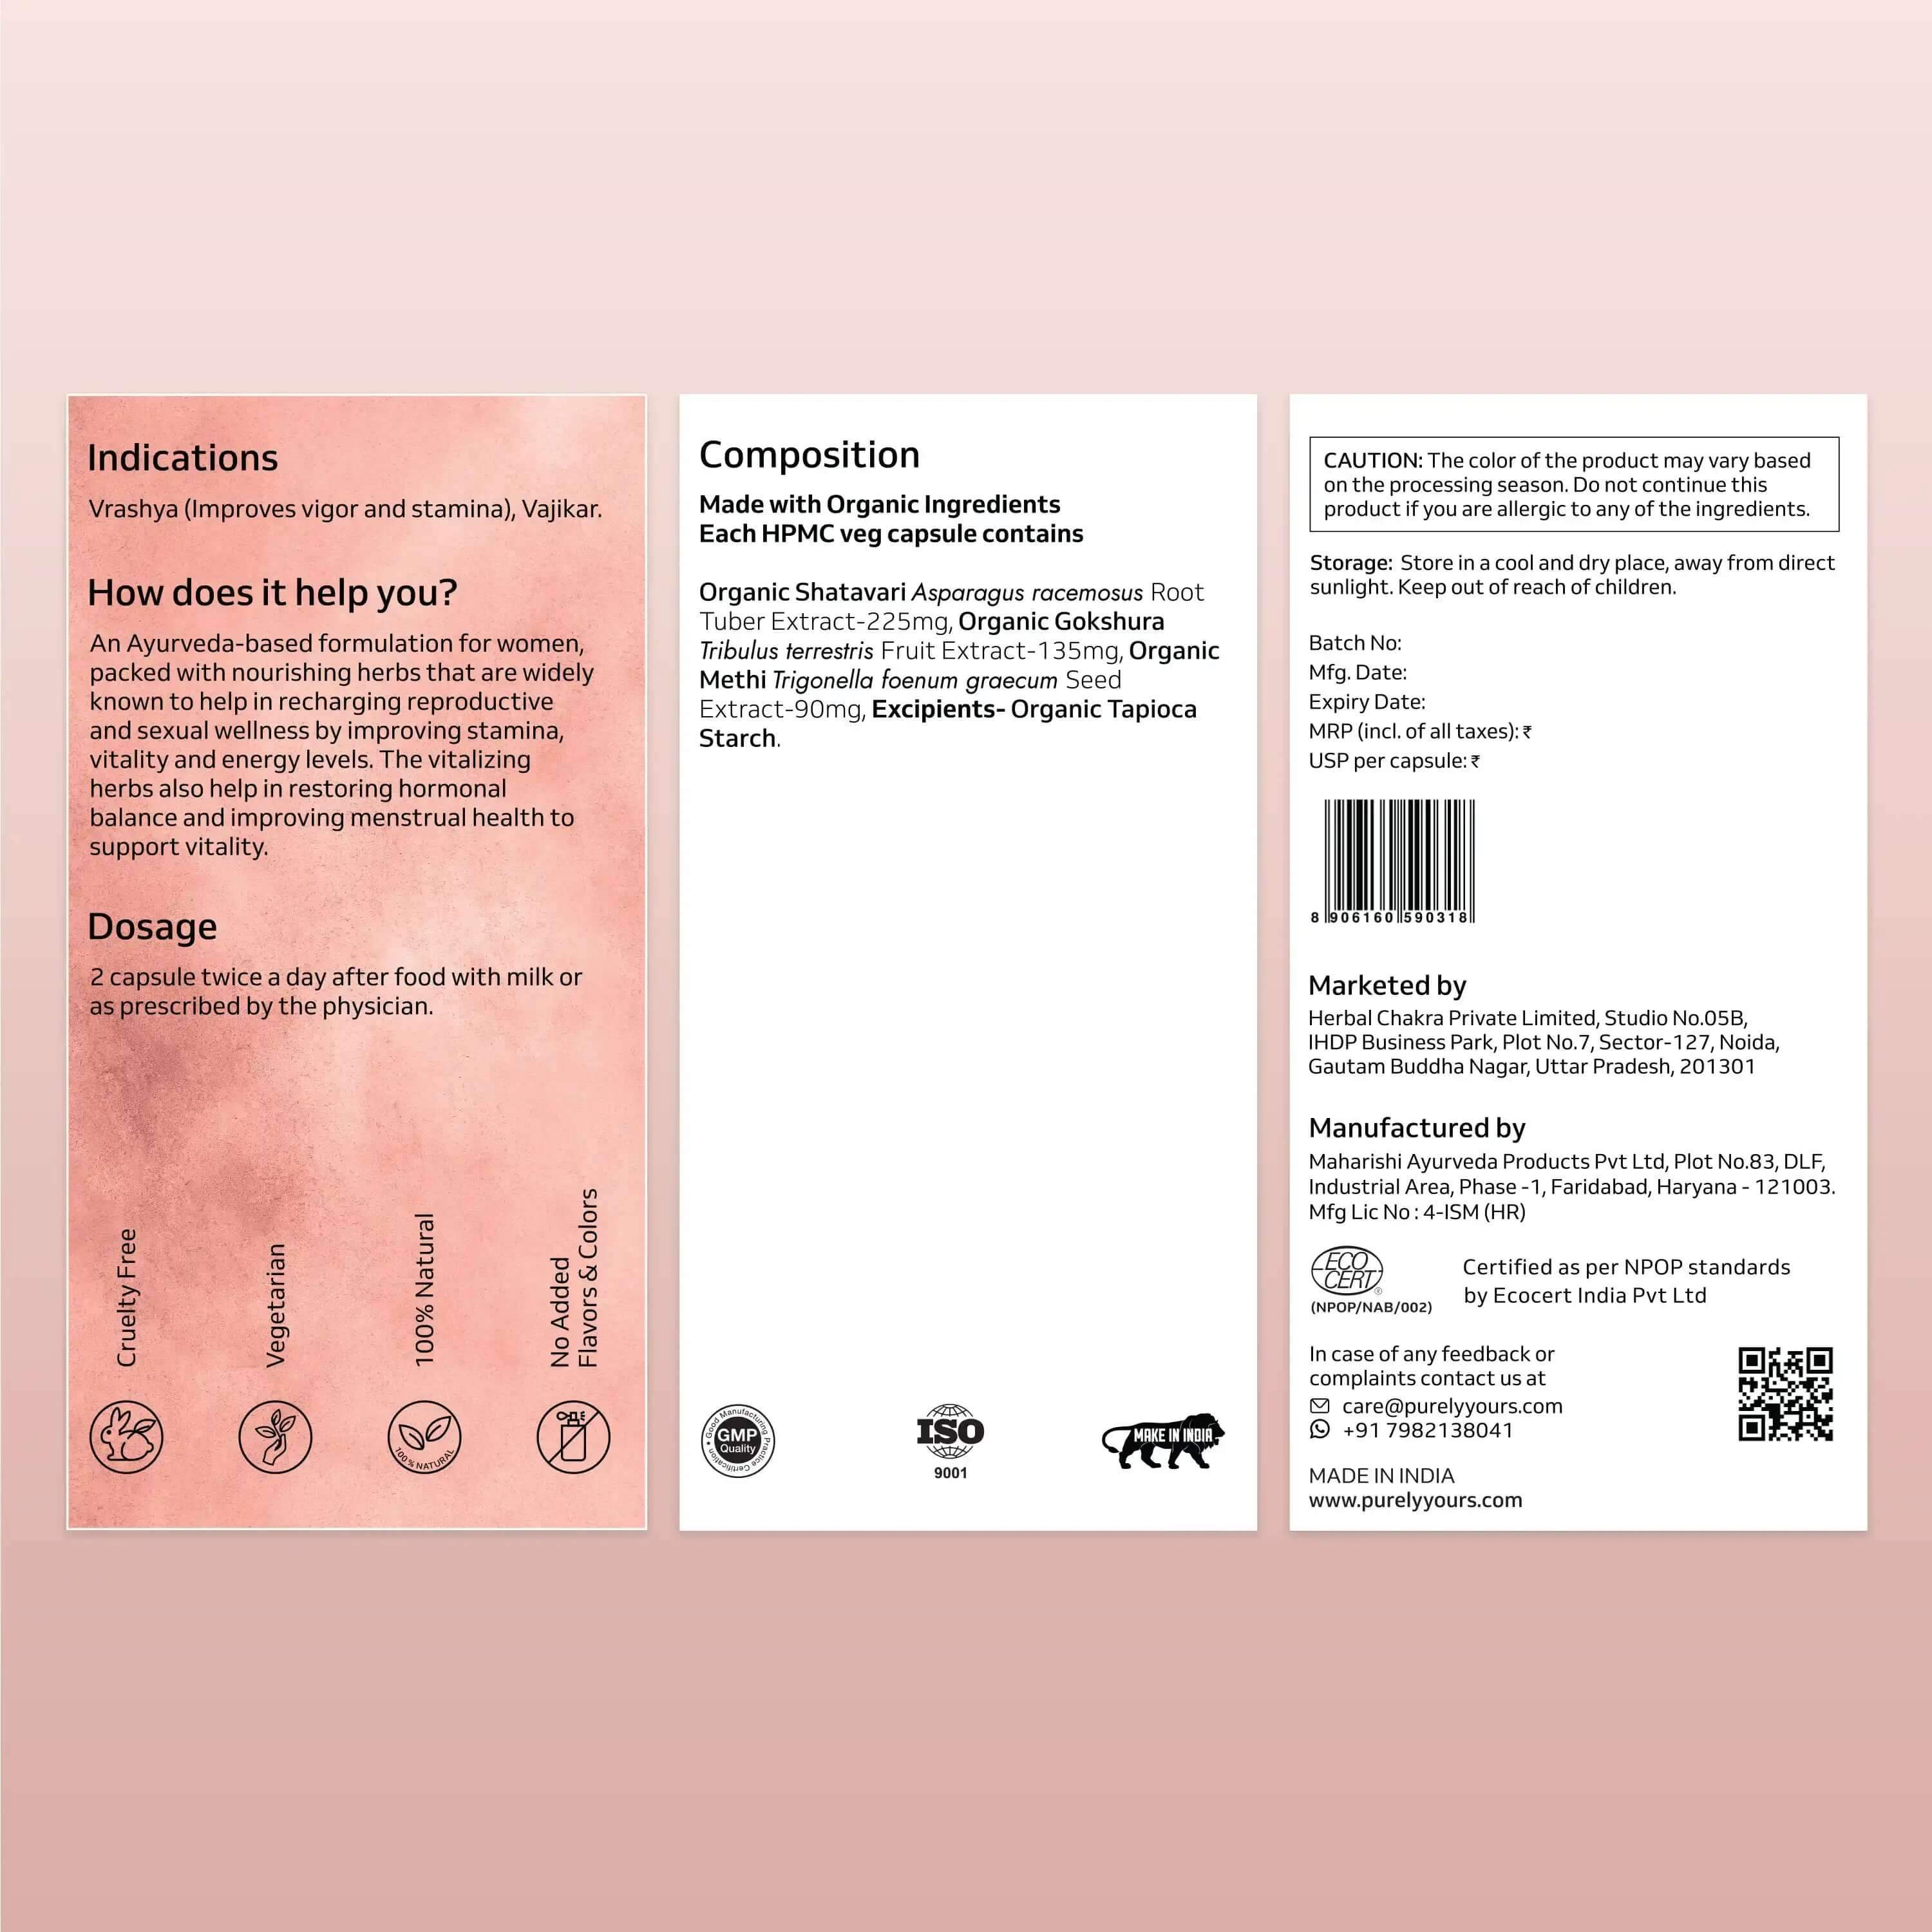 Indications
Vrashya (Improves vigor and stamina), Vajikar.
How does it help you?
An Ayurveda-based formulation for women,
packed with nourishing herbs that are widely
known to help in recharging reproductive
and sexual wellness by improving stamina,
vitality and energy levels. The vitalizing
herbs also help in restoring hormonal
balance and improving menstrual health to
support vitality.
Dosage
2 capsule twice a day after food with milk or
as prescribed by the physician.
Cruelty Free
Vegetarian
100% Natural
No Added
Flavors & Colors
100% NATURAL
Composition
Made with Organic Ingredients
Each HPMC veg capsule contains
Organic Shatavari Asparagus racemosus Root
Tuber Extract-225mg, Organic Gokshura
Tribulus terrestris Fruit Extract-135mg, Organic
Methi Trigonella foenum graecum Seed
Extract-90mg, Excipients- Organic Tapioca
Starch.
Good Manufacturing Practice Certification
GMP
Quality
ISO
9001
MAKE IN INDIA
CAUTION: The color of the product may vary based
on the processing season. Do not continue this
product if you are allergic to any of the ingredients.
Storage: Store in a cool and dry place, away from direct
sunlight. Keep out of reach of children.
Batch No:
Mfg. Date:
Expiry Date:
MRP (incl. of all taxes): ₹
USP per capsule: ₹
8 906160 590318
Marketed by
Herbal Chakra Private Limited, Studio No.05B,
IHDP Business Park, Plot No.7, Sector-127, Noida,
Gautam Buddha Nagar, Uttar Pradesh, 201301
Manufactured by
Maharishi Ayurveda Products Pvt Ltd, Plot No.83, DLF,
Industrial Area, Phase -1, Faridabad, Haryana - 121003.
Mfg Lic No : 4-ISM (HR)
ECO
CERT®
(NPOP/NAB/002)
Certified as per NPOP standards
by Ecocert India Pvt Ltd
In case of any feedback or
complaints contact us at
care@purelyyours.com
+91 7982138041
MADE IN INDIA
www.purelyyours.com